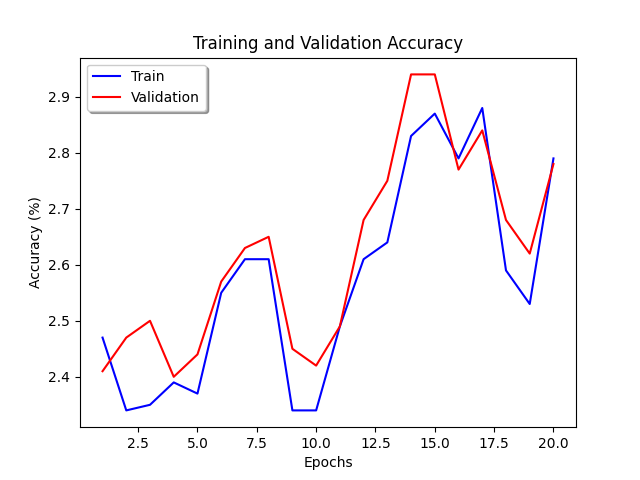 Training and Validation Accuracy
Train
Validation
2.9
2.8
2.7
2.6
2.5
2.4
Accuracy (%)
2.5 5.0 7.5 10.0 12.5 15.0 17.5 20.0
Epochs